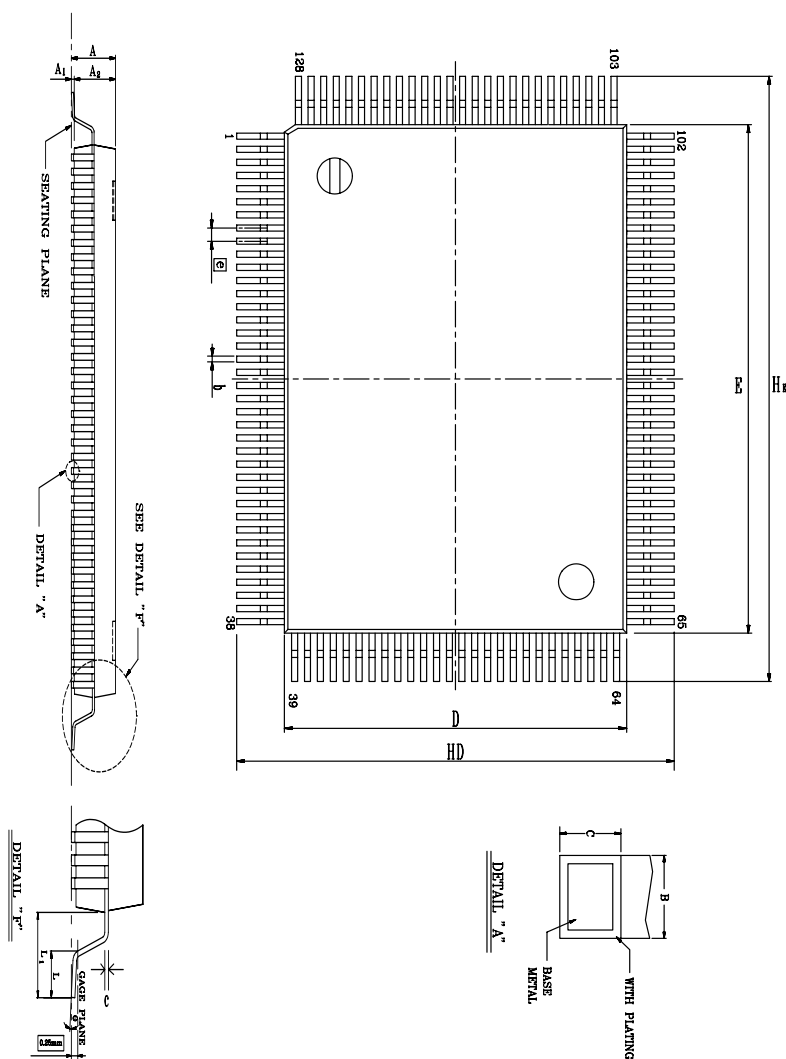 A
A1
A2
SEATING PLANE
SEE DETAIL "F"
DETAIL "A"
128
103
1
102
e
b
38
65
39
64
E
HE
D
HD
C
B
DETAIL "A"
BASE
METAL
WITH PLATING
DETAIL "F"
L1
L
C
GAGE PLANE
θ
0.25mm